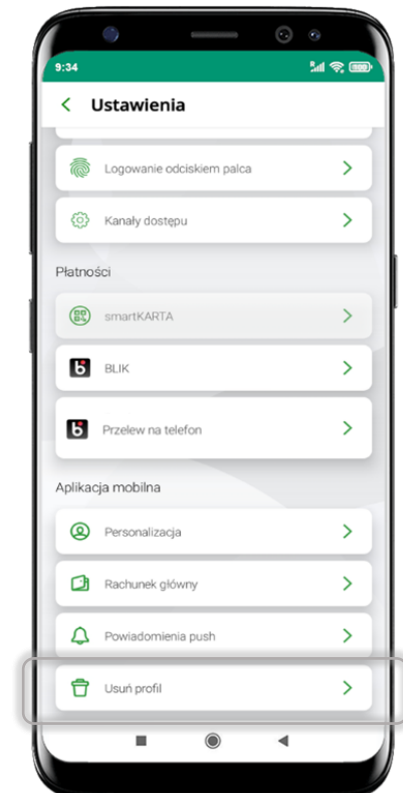 9:34
Ustawienia
Logowanie odciskiem palca
Kanały dostępu
Płatności
smartKARTA
BLIK
Przelew na telefon
Aplikacja mobilna
Personalizacja
Rachunek główny
Powiadomienia push
Usuń profil